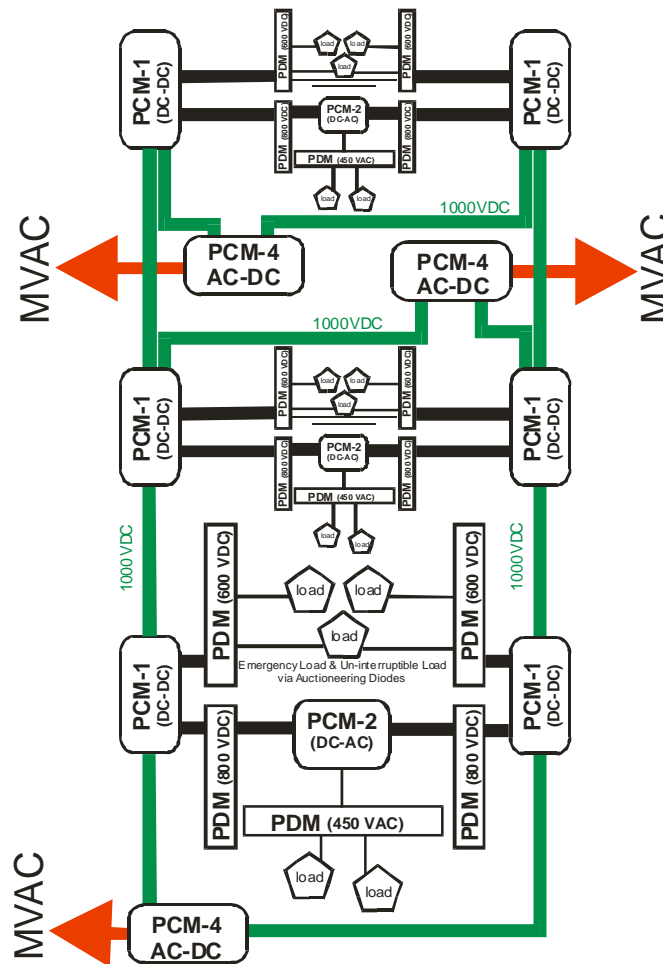 PDM (600 VDC)
load
load
PDM (600 VDC)
load
PCM-1
(DC-DC)
PCM-1
(DC-DC)
PDM (800 VDC)
PCM-2
(DC-AC)
PDM (800 VDC)
PDM (450 VAC)
load
load
1000VDC
MVAC
PCM-4
AC-DC
PCM-4
AC-DC
MVAC
1000VDC
PDM (600 VDC)
load
load
PDM (600 VDC)
load
PCM-1
(DC-DC)
PCM-1
(DC-DC)
PDM (800 VDC)
PCM-2
(DC-AC)
PDM (800 VDC)
PDM (450 VAC)
load
load
1000VDC
1000VDC
PDM (600 VDC)
load
load
PDM (600 VDC)
load
Emergency Load & Un-interruptible Load
via Auctioneering Diodes
PCM-1
(DC-DC)
PCM-1
(DC-DC)
PDM (800 VDC)
PCM-2
(DC-AC)
PDM (800 VDC)
PDM (450 VAC)
load
load
MVAC
PCM-4
AC-DC